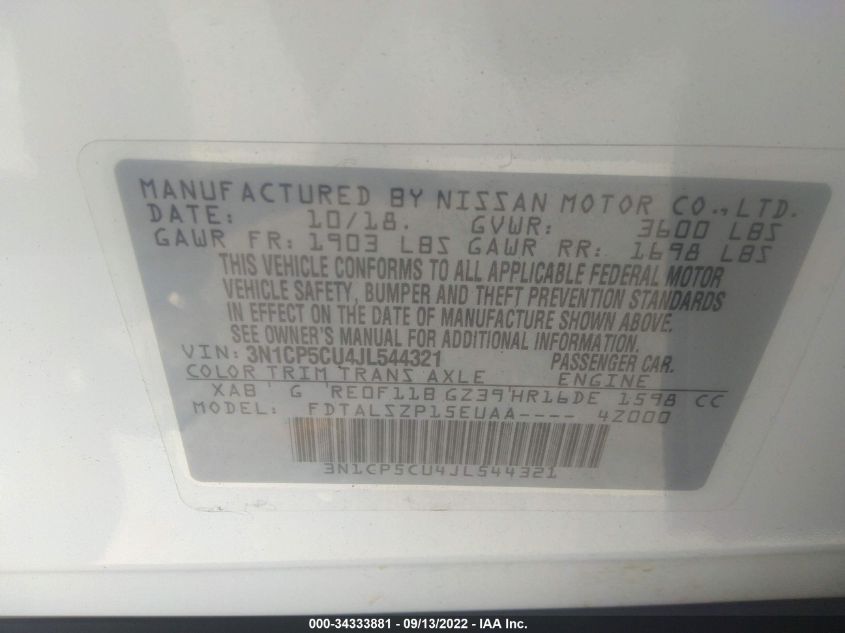 MANUFACTURED BY NISSAN MOTOR CO., LTD.
DATE: 10/18. GVWR: 3600 LBS
GAWR FR: 1903 LBS GAWR RR: 1698 LBS
THIS VEHICLE CONFORMS TO ALL APPLICABLE FEDERAL MOTOR
VEHICLE SAFETY, BUMPER AND THEFT PREVENTION STANDARDS
IN EFFECT ON THE DATE OF MANUFACTURE SHOWN ABOVE.
SEE OWNER'S MANUAL FOR ADDITIONAL INFORMATION.
VIN: 3N1CP5CU4JL544321 PASSENGER CAR.
COLOR TRIM TRANS AXLE ENGINE
XAB G RE0F11B GZ39 HR16DE 1598 CC
MODEL: FDTALSZP15EUAA---- 4Z000
3N1CP5CU4JL544321
000-34333881 - 09/13/2022 - IAA Inc.